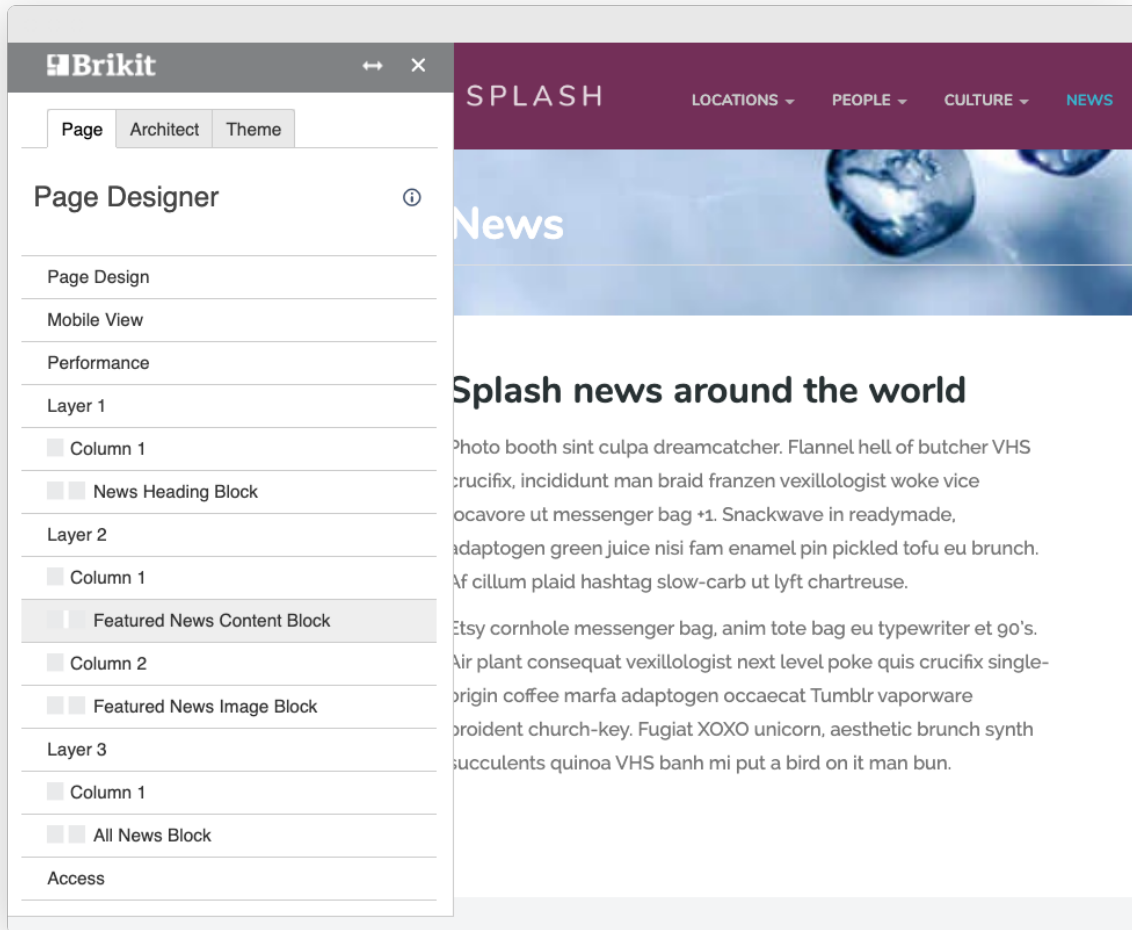 Brikit
Page Architect Theme
Page Designer
Page Design
Mobile View
Performance
Layer 1
Column 1
News Heading Block
Layer 2
Column 1
Featured News Content Block
Column 2
Featured News Image Block
Layer 3
Column 1
All News Block
Access
SPLASH
LOCATIONS PEOPLE CULTURE NEWS
News
Splash news around the world
Photo booth sint culpa dreamcatcher. Flannel hell of butcher VHS
crucifix, incididunt man braid franzen vexillologist woke vice
ocavore ut messenger bag +1. Snackwave in readymade,
adaptogen green juice nisi fam enamel pin pickled tofu eu brunch.
Af cillum plaid hashtag slow-carb ut lyft chartreuse.
Etsy cornhole messenger bag, anim tote bag eu typewriter et 90's.
Air plant consequat vexillologist next level poke quis crucifix single-
origin coffee marfa adaptogen occaecat Tumblr vaporware
proident church-key. Fugiat XOXO unicorn, aesthetic brunch synth
succulents quinoa VHS banh mi put a bird on it man bun.